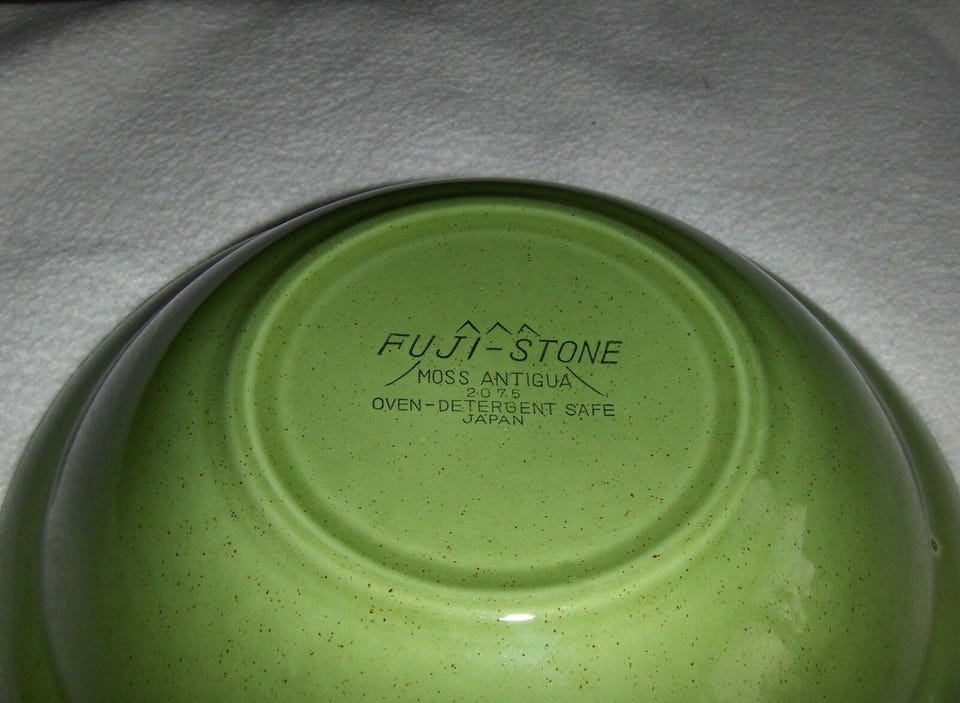 FUJI-STONE
MOSS ANTIGUA
2075
OVEN-DETERGENT SAFE
JAPAN